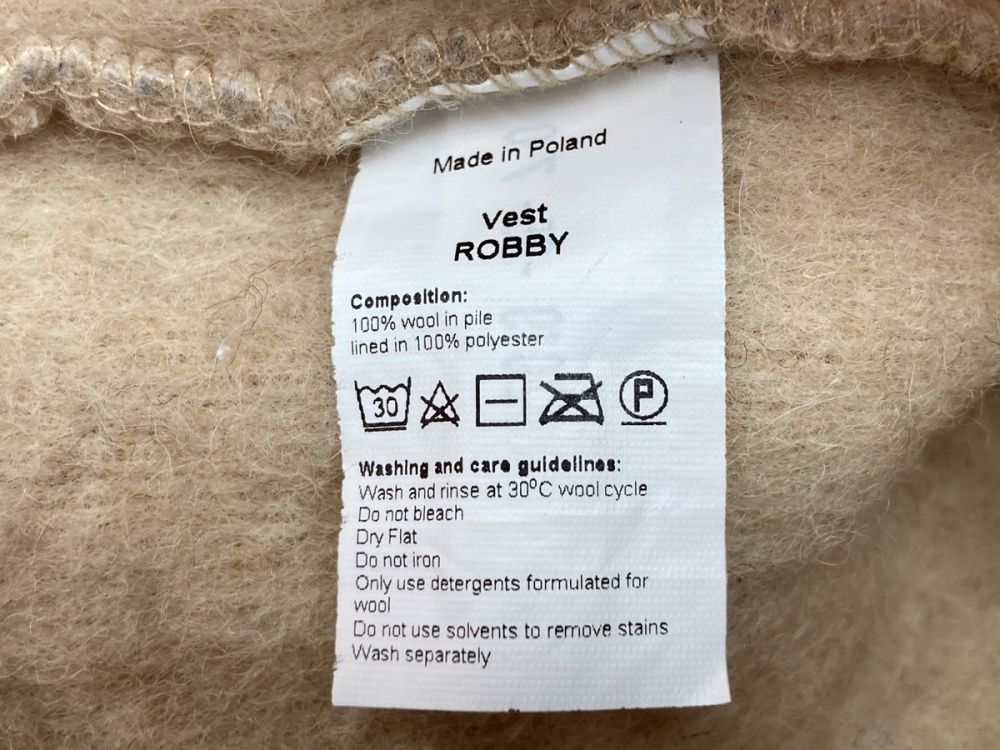 Made in Poland
Vest
ROBBY
Composition:
100% wool in pile
lined in 100% polyester
30 P
Washing and care guidelines:
Wash and rinse at 30°C wool cycle
Do not bleach
Dry Flat
Do not iron
Only use detergents formulated for
wool
Do not use solvents to remove stains
Wash separately